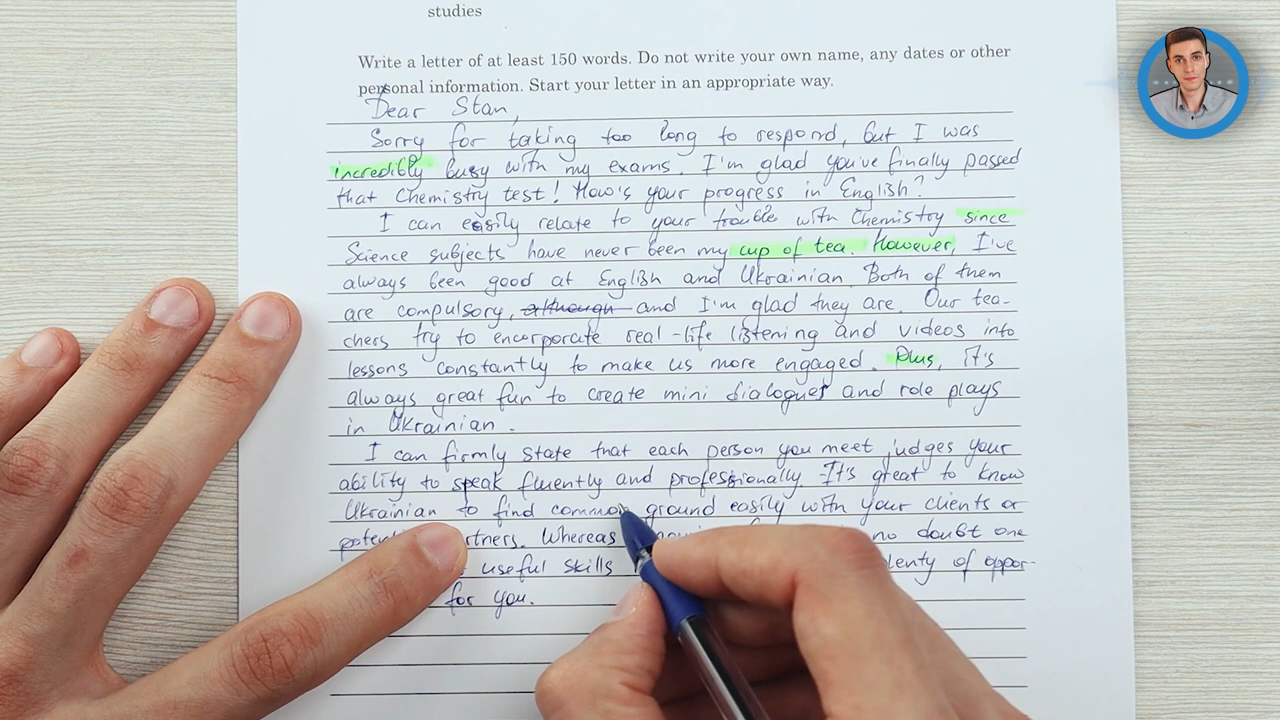 studies
Write a letter of at least 150 words. Do not write your own name, any dates or other
personal information. Start your letter in an appropriate way.
Dear Stan,
Sorry for taking too long to respond, but I was
incredibly busy with my exams. I'm glad you've finally passed
that Chemistry test! How's your progress in English?
I can easily relate to your trouble with Chemistry since
Science subjects have never been my cup of tea. However, I've
always been good at English and Ukrainian. Both of them
are compulsory, although and I'm glad they are. Our tea-
chers try to encorporate real-life listening and videos into
lessons constantly to make us more engaged. Plus, it's
always great fun to create mini dialogues and role plays
in Ukrainian.
I can firmly state that each person you meet judges your
ability to speak fluently and professionally. It's great to know
Ukrainian to find common ground easily with your clients or
Whereas no doubt one
useful skills plenty of oppor-
for you.